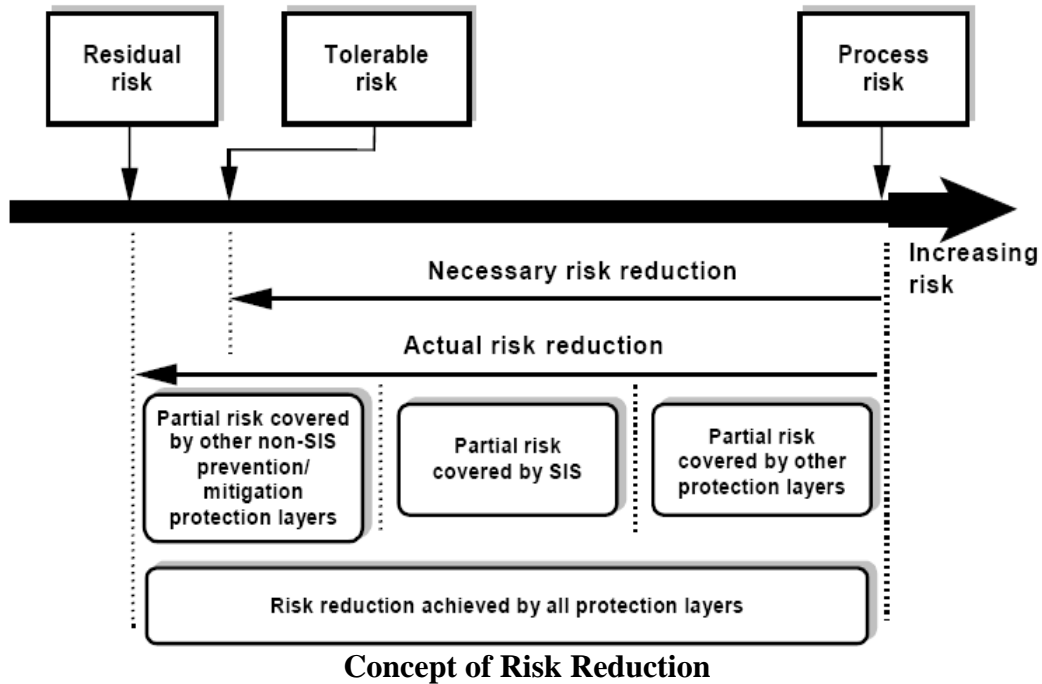 Residual
risk
Tolerable
risk
Process
risk
Increasing
risk
Necessary risk reduction
Actual risk reduction
Partial risk covered
by other non-SIS
prevention/
mitigation
protection layers
Partial risk
covered by SIS
Partial risk
covered by other
protection layers
Risk reduction achieved by all protection layers
Concept of Risk Reduction